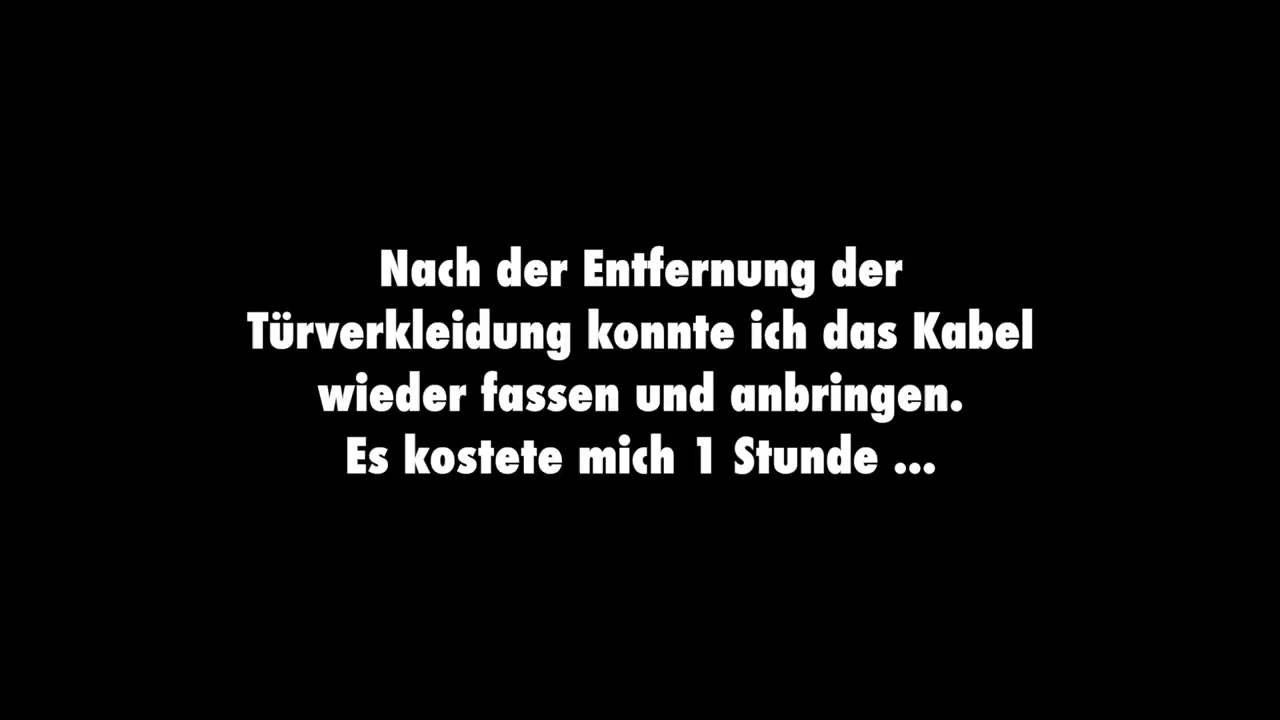 Nach der Entfernung der
Türverkleidung konnte ich das Kabel
wieder fassen und anbringen.
Es kostete mich 1 Stunde ...